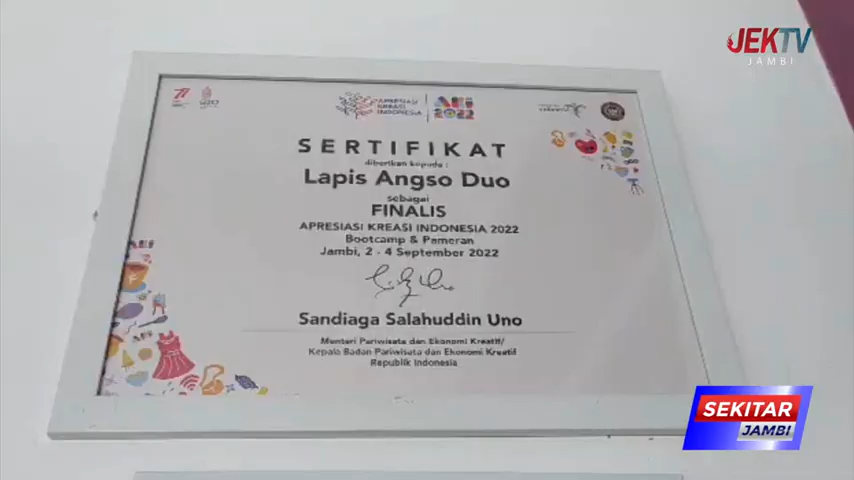 JEKTV
JAMBI
APRESIASI
KREASI
INDONESIA
AKI
2022
SERTIFIKAT
diberikan kepada :
Lapis Angso Duo
sebagai
FINALIS
APRESIASI KREASI INDONESIA 2022
Bootcamp & Pameran
Jambi, 2 - 4 September 2022
Sandiaga Salahuddin Uno
Menteri Pariwisata dan Ekonomi Kreatif/
Kepala Badan Pariwisata dan Ekonomi Kreatif
Republik Indonesia
SEKITAR
JAMBI